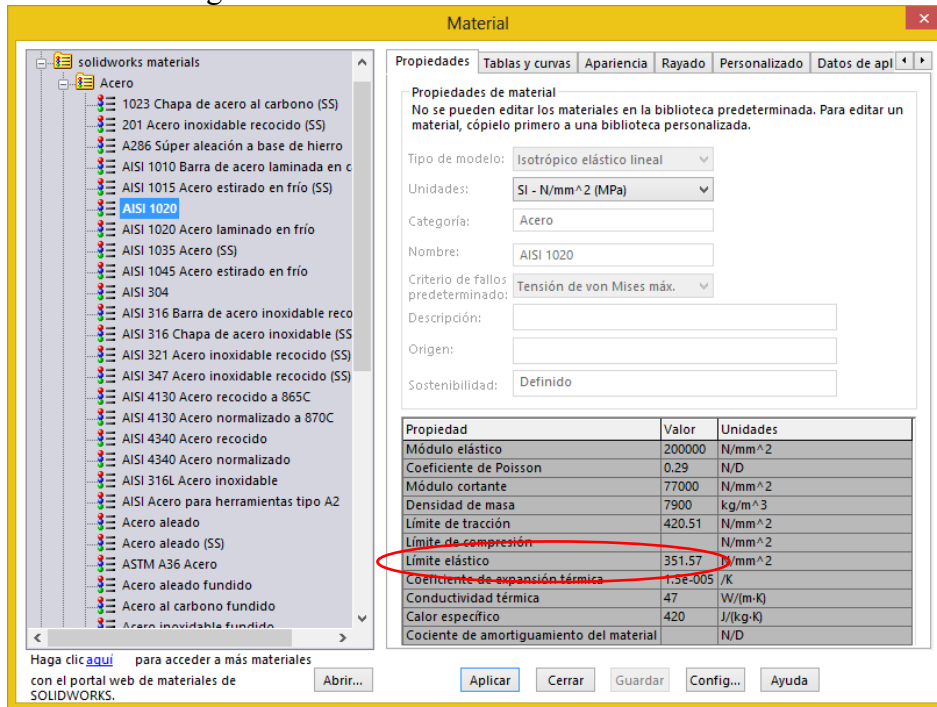 Material
solidworks materials
Acero
1023 Chapa de acero al carbono (SS)
201 Acero inoxidable recocido (SS)
A286 Súper aleación a base de hierro
AISI 1010 Barra de acero laminada en c
AISI 1015 Acero estirado en frío (SS)
AISI 1020
AISI 1020 Acero laminado en frío
AISI 1035 Acero (SS)
AISI 1045 Acero estirado en frío
AISI 304
AISI 316 Barra de acero inoxidable reco
AISI 316 Chapa de acero inoxidable (SS
AISI 321 Acero inoxidable recocido (SS)
AISI 347 Acero inoxidable recocido (SS)
AISI 4130 Acero recocido a 865C
AISI 4130 Acero normalizado a 870C
AISI 4340 Acero recocido
AISI 4340 Acero normalizado
AISI 316L Acero inoxidable
AISI Acero para herramientas tipo A2
Acero aleado
Acero aleado (SS)
ASTM A36 Acero
Acero aleado fundido
Acero al carbono fundido
Acero inoxidable fundido
Haga clic aquí para acceder a más materiales
con el portal web de materiales de
SOLIDWORKS.
Abrir...
Propiedades Tablas y curvas Apariencia Rayado Personalizado Datos de apl
Propiedades de material
No se pueden editar los materiales en la biblioteca predeterminada. Para editar un
material, cópielo primero a una biblioteca personalizada.
Tipo de modelo: Isotrópico elástico lineal
Unidades: SI - N/mm^2 (MPa)
Categoría: Acero
Nombre: AISI 1020
Criterio de fallos
predeterminado: Tensión de von Mises máx.
Descripción:
Origen:
Sostenibilidad: Definido
Propiedad Valor Unidades
Módulo elástico 200000 N/mm^2
Coeficiente de Poisson 0.29 N/D
Módulo cortante 77000 N/mm^2
Densidad de masa 7900 kg/m^3
Límite de tracción 420.51 N/mm^2
Límite de compresión N/mm^2
Límite elástico 351.57 N/mm^2
Coeficiente de expansión térmica 1.5e-005 /K
Conductividad térmica 47 W/(m·K)
Calor específico 420 J/(kg·K)
Cociente de amortiguamiento del material N/D
Aplicar Cerrar Guardar Config... Ayuda